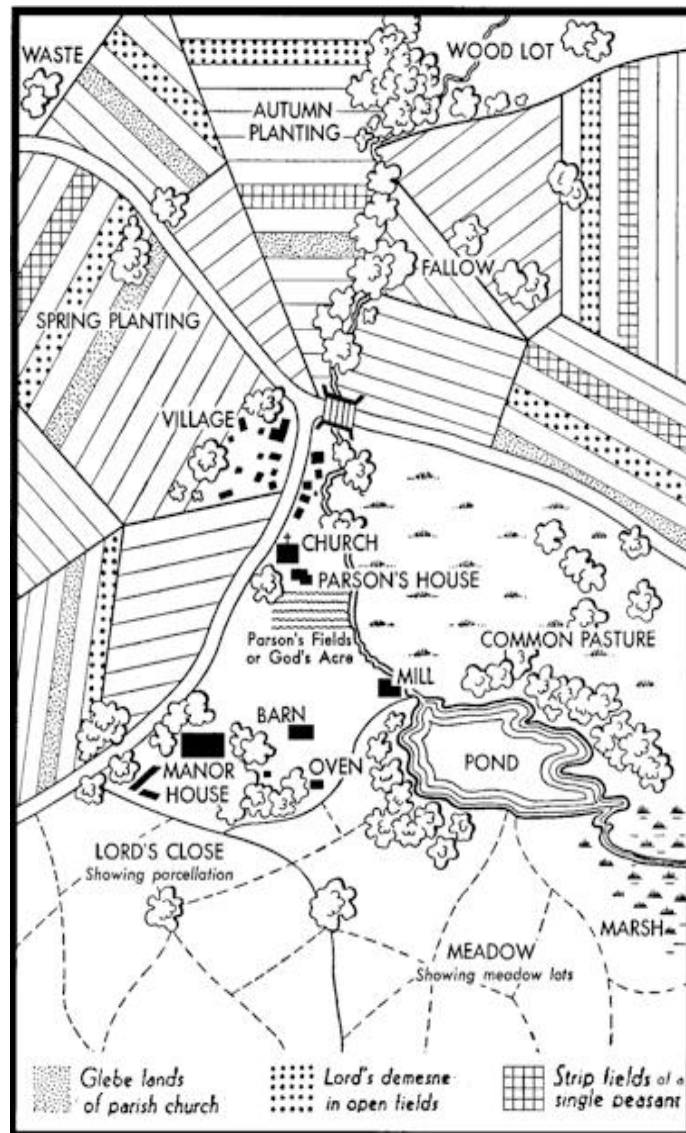 WASTE
WOOD LOT
AUTUMN
PLANTING
FALLOW
SPRING PLANTING
VILLAGE
CHURCH
PARSON'S HOUSE
Parson's Fields
or God's Acre
COMMON PASTURE
MILL
BARN
POND
MANOR
HOUSE
OVEN
LORD'S CLOSE
Showing parcellation
MARSH
MEADOW
Showing meadow lots
Glebe lands
of parish church
Lord's demesne
in open fields
Strip fields of a
single peasant